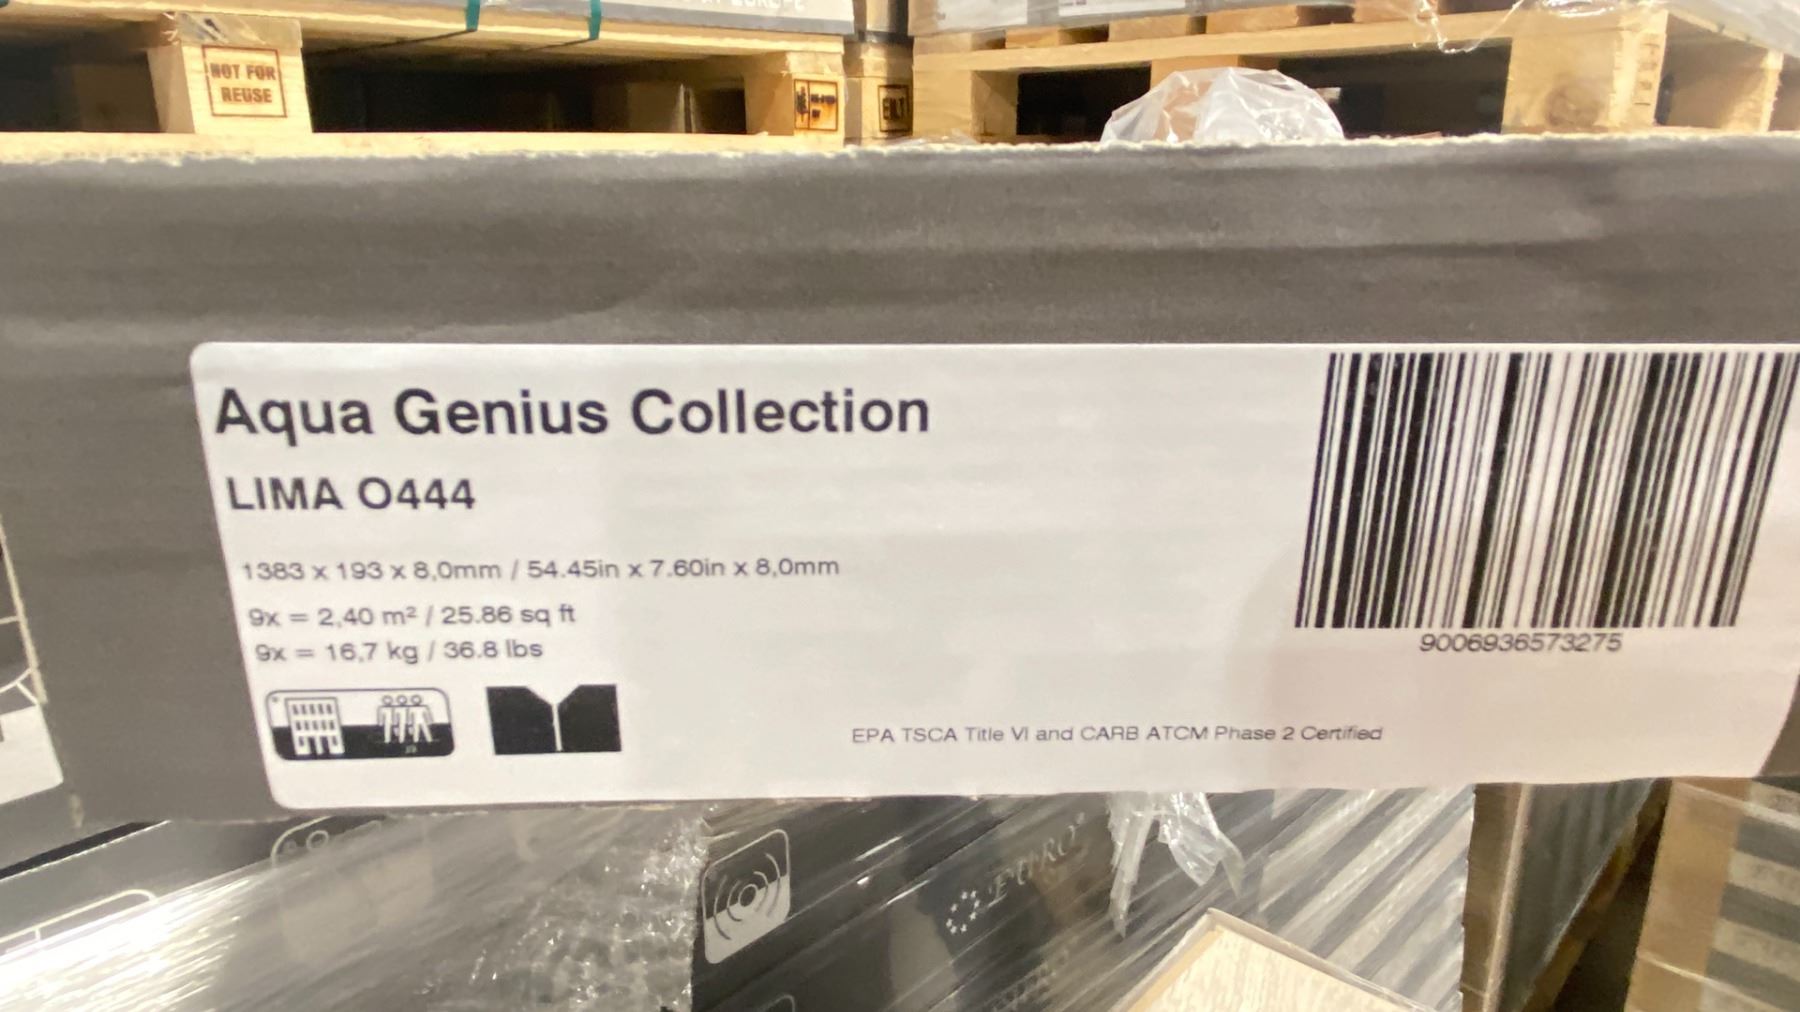 NOT FOR
REUSE
Aqua Genius Collection
LIMA O444
1383 x 193 x 8,0mm / 54.45in x 7.60in x 8,0mm
9x = 2,40 m² / 25.86 sq ft
9x = 16,7 kg / 36.8 lbs
9006936573275
EPA TSCA Title VI and CARB ATCM Phase 2 Certified